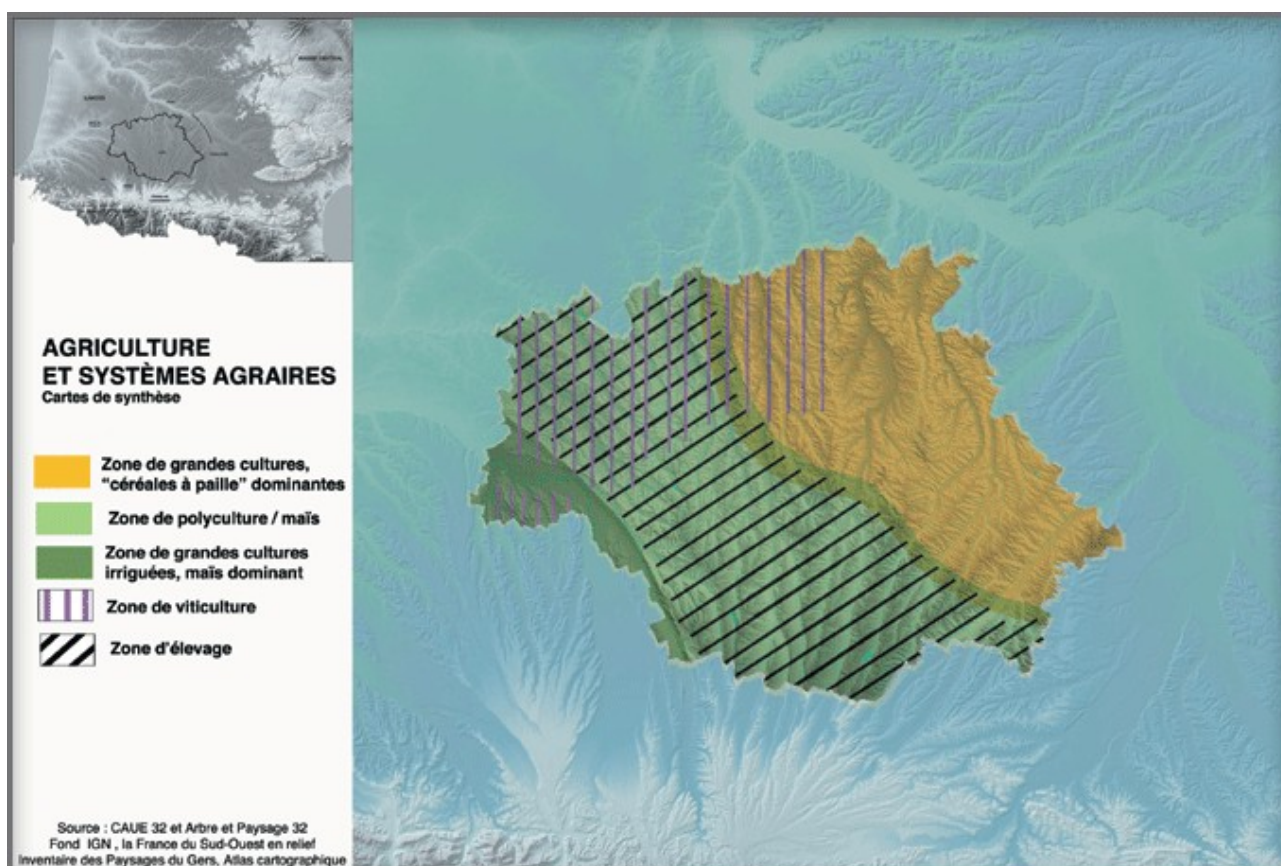 MASSIF CENTRAL
AGRICULTURE
ET SYSTÈMES AGRAIRES
Cartes de synthèse
Zone de grandes cultures,
“céréales à paille” dominantes
Zone de polyculture / maïs
Zone de grandes cultures
irriguées, maïs dominant
Zone de viticulture
Zone d'élevage
Source : CAUE 32 et Arbre et Paysage 32
Fond IGN , la France du Sud-Ouest en relief
Inventaire des Paysages du Gers, Atlas cartographique